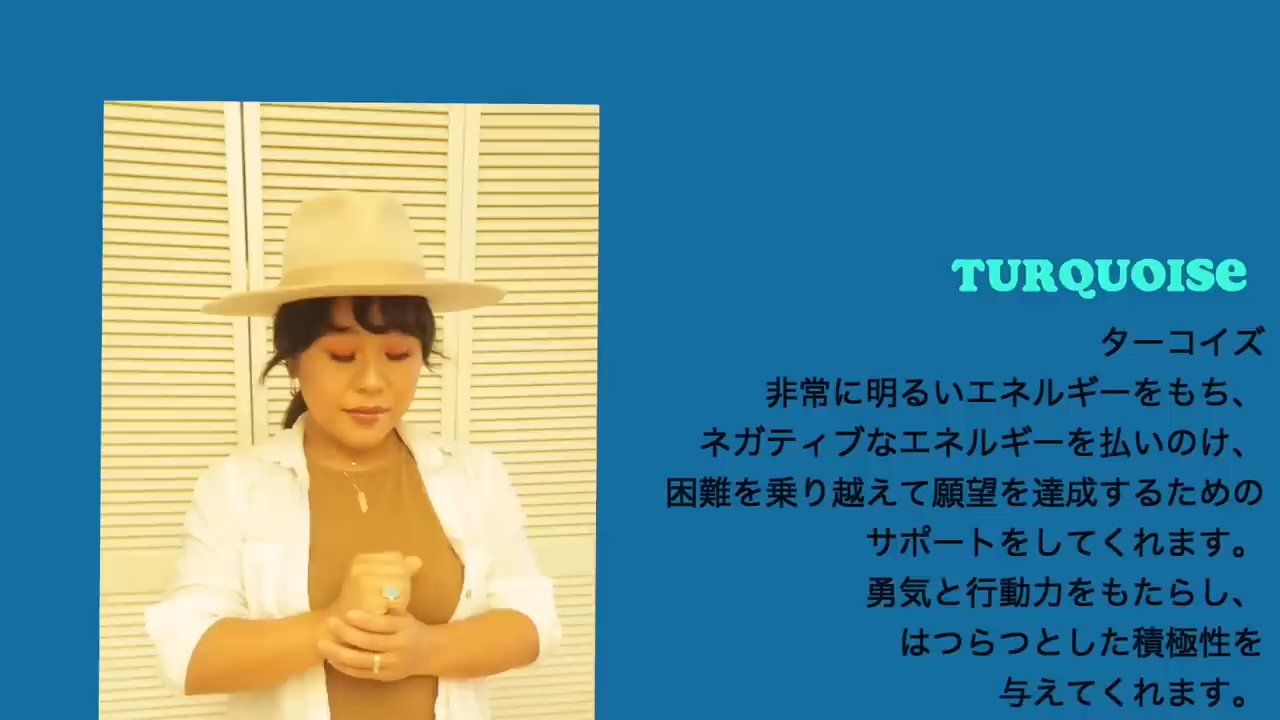 TURQUOISe
ターコイズ
非常に明るいエネルギーをもち、
ネガティブなエネルギーを払いのけ、
困難を乗り越えて願望を達成するための
サポートをしてくれます。
勇気と行動力をもたらし、
はつらつとした積極性を
与えてくれます。